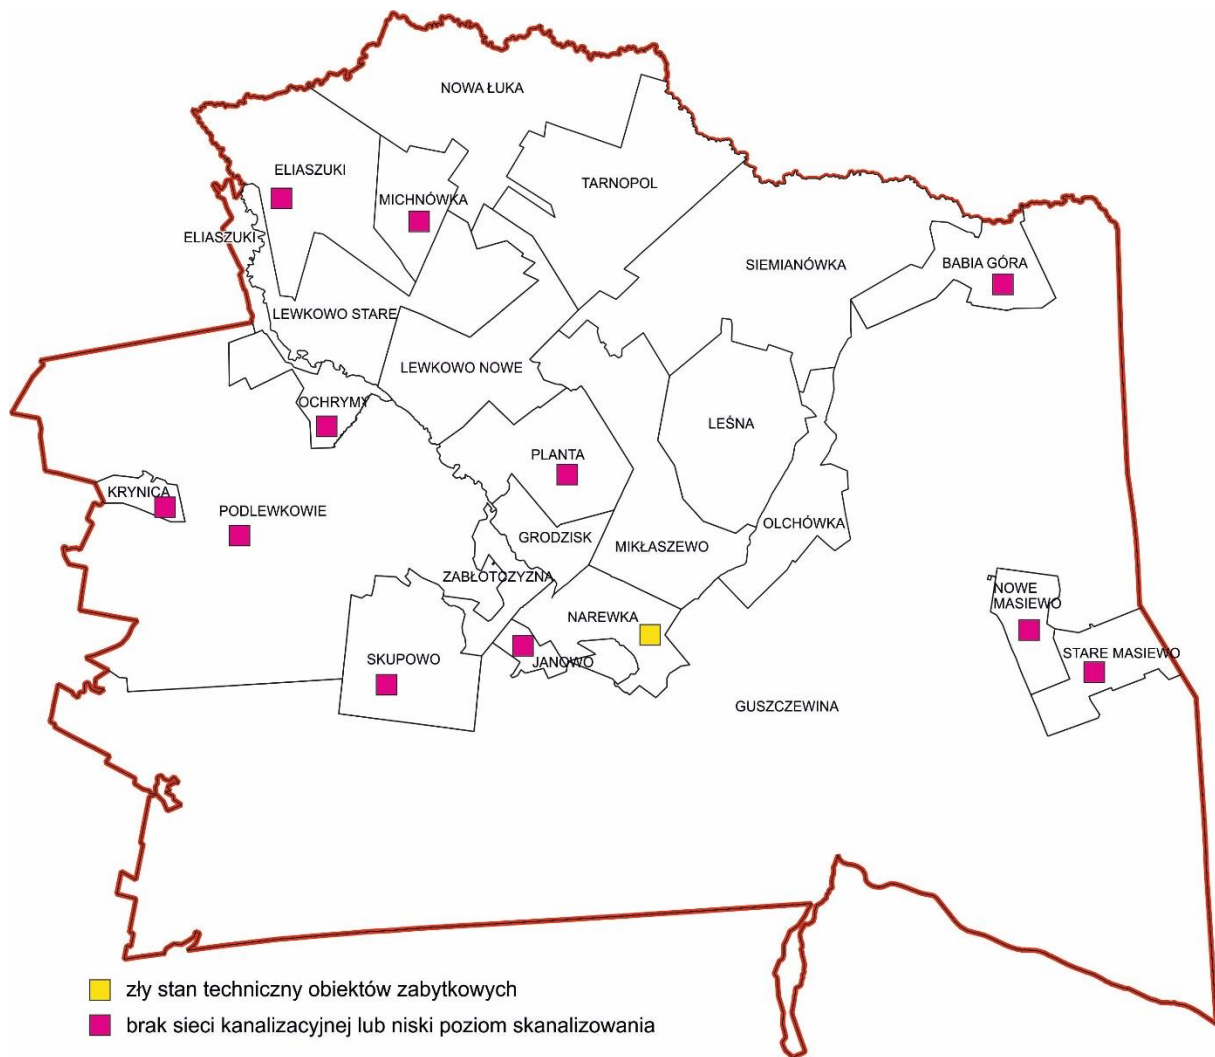 NOWA ŁUKA
ELIASZUKI
TARNOPOL
MICHNÓWKA
ELIASZUKI
SIEMIANÓWKA
BABIA GÓRA
LEWKOWO STARE
LEWKOWO NOWE
OCHRYMY
LEŚNA
PLANTA
KRYNICA
PODLEWKOWIE
OLCHÓWKA
GRODZISK
MIKŁASZEWO
ZABŁOTCZYZNA
NOWE
MASIEWO
NAREWKA
STARE MASIEWO
SKUPOWO
JANOWO
GUSZCZEWINA
zły stan techniczny obiektów zabytkowych
brak sieci kanalizacyjnej lub niski poziom skanalizowania